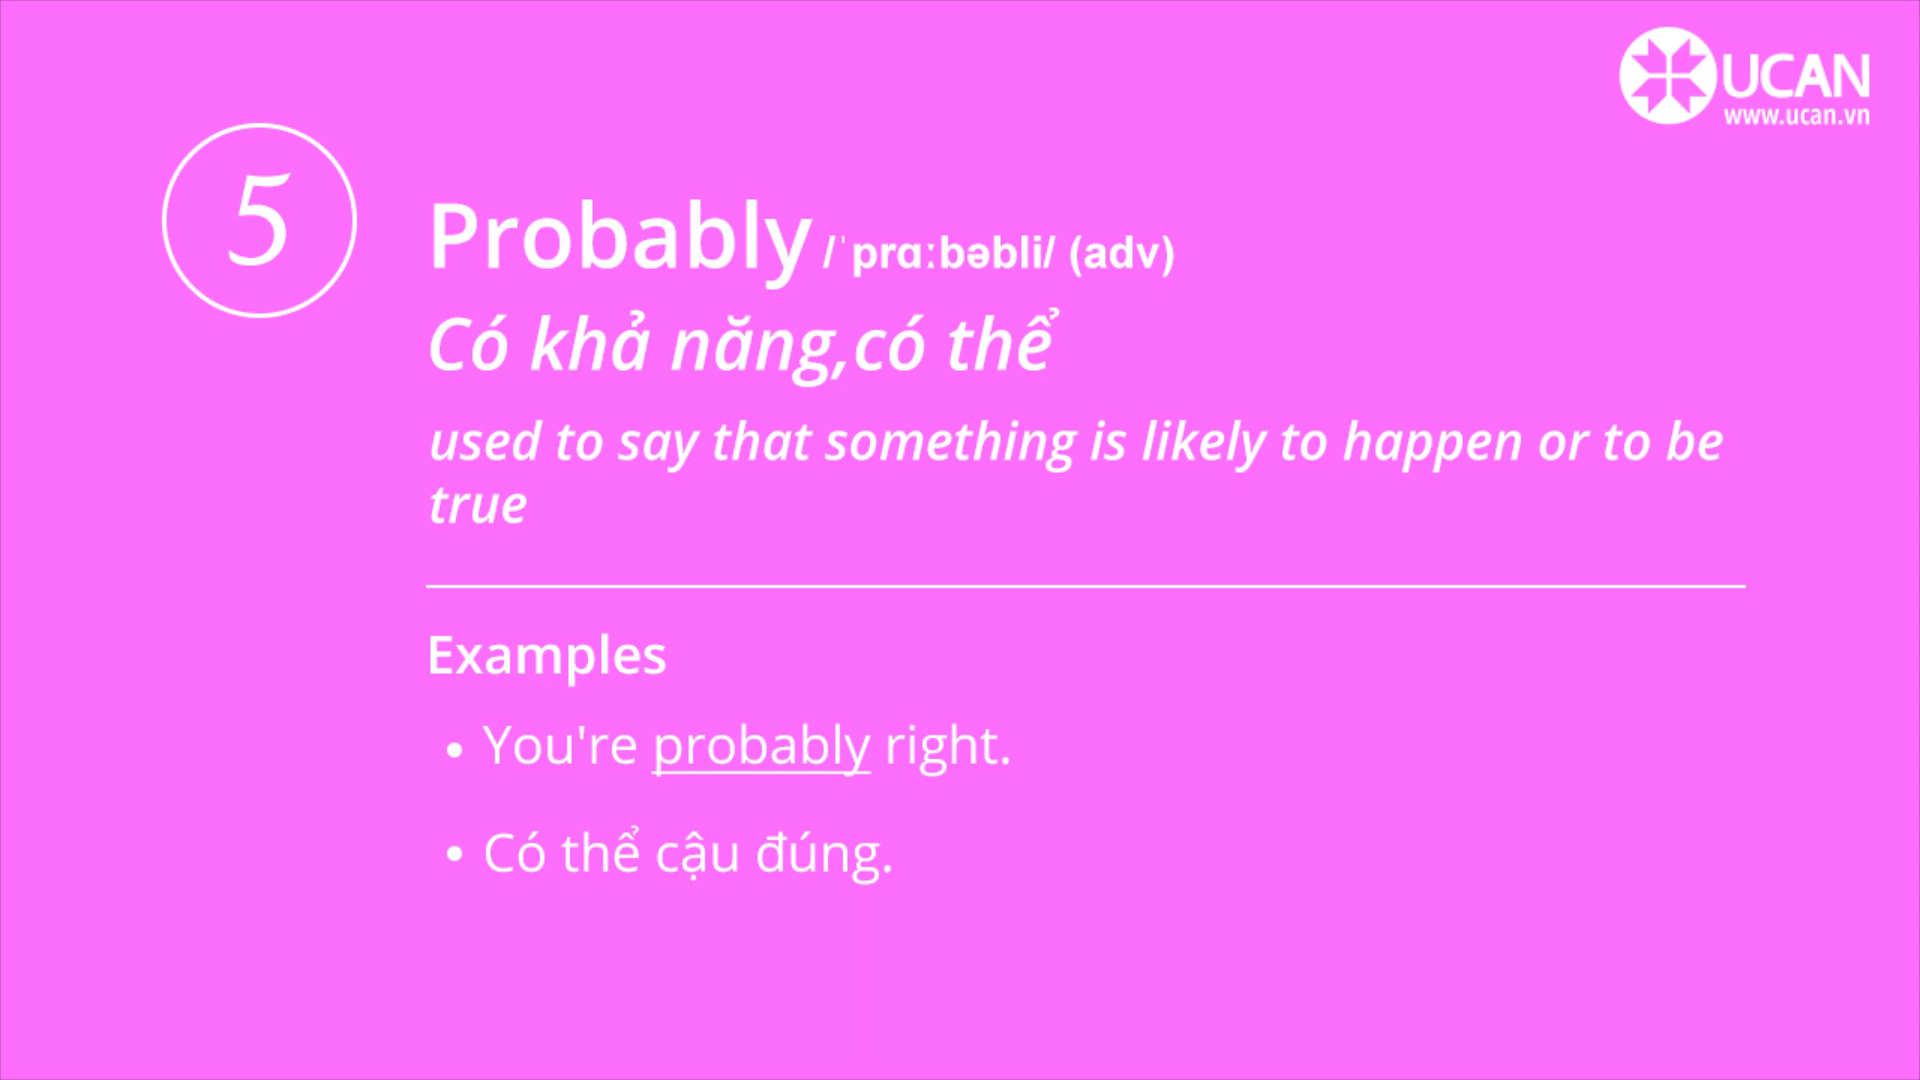 UCAN
www.ucan.vn
5
Probably /ˈprɑːbəbli/ (adv)
Có khả năng,có thể
used to say that something is likely to happen or to be
true
Examples
• You're probably right.
• Có thể cậu đúng.